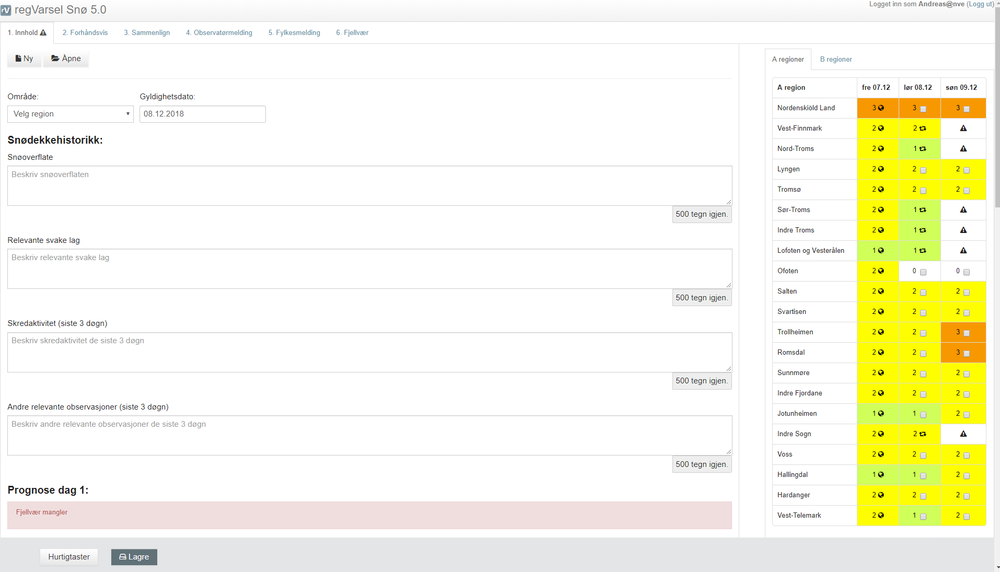 rV regVarsel Snø 5.0
Logget inn som Andreas@nve (Logg ut)
1. Innhold
2. Forhåndsvis
3. Sammenlign
4. Observatørmelding
5. Fylkesmelding
6. Fjellvær
Ny
Åpne
Område:
Gyldighetsdato:
Velg region
08.12.2018
Snødekkehistorikk:
Snøoverflate
Beskriv snøoverflaten
500 tegn igjen.
Relevante svake lag
Beskriv relevante svake lag
500 tegn igjen.
Skredaktivitet (siste 3 døgn)
Beskriv skredaktivitet de siste 3 døgn
500 tegn igjen.
Andre relevante observasjoner (siste 3 døgn)
Beskriv andre relevante observasjoner de siste 3 døgn
500 tegn igjen.
Prognose dag 1:
Fjellvær mangler
Hurtigtaster
Lagre
A regioner
B regioner
A region fre 07.12 lør 08.12 søn 09.12
Nordenskiöld Land 3 3 3
Vest-Finnmark 2 2
Nord-Troms 2 1
Lyngen 2 2 2
Tromsø 2 2 2
Sør-Troms 2 1
Indre Troms 2 1
Lofoten og Vesterålen 1 1
Ofoten 2 0 0
Salten 2 2 2
Svartisen 2 2 2
Trollheimen 2 2 3
Romsdal 2 2 3
Sunnmøre 2 2 2
Indre Fjordane 2 2 2
Jotunheimen 1 1 2
Indre Sogn 2 2
Voss 2 2 2
Hallingdal 1 1 2
Hardanger 2 2 2
Vest-Telemark 2 1 2